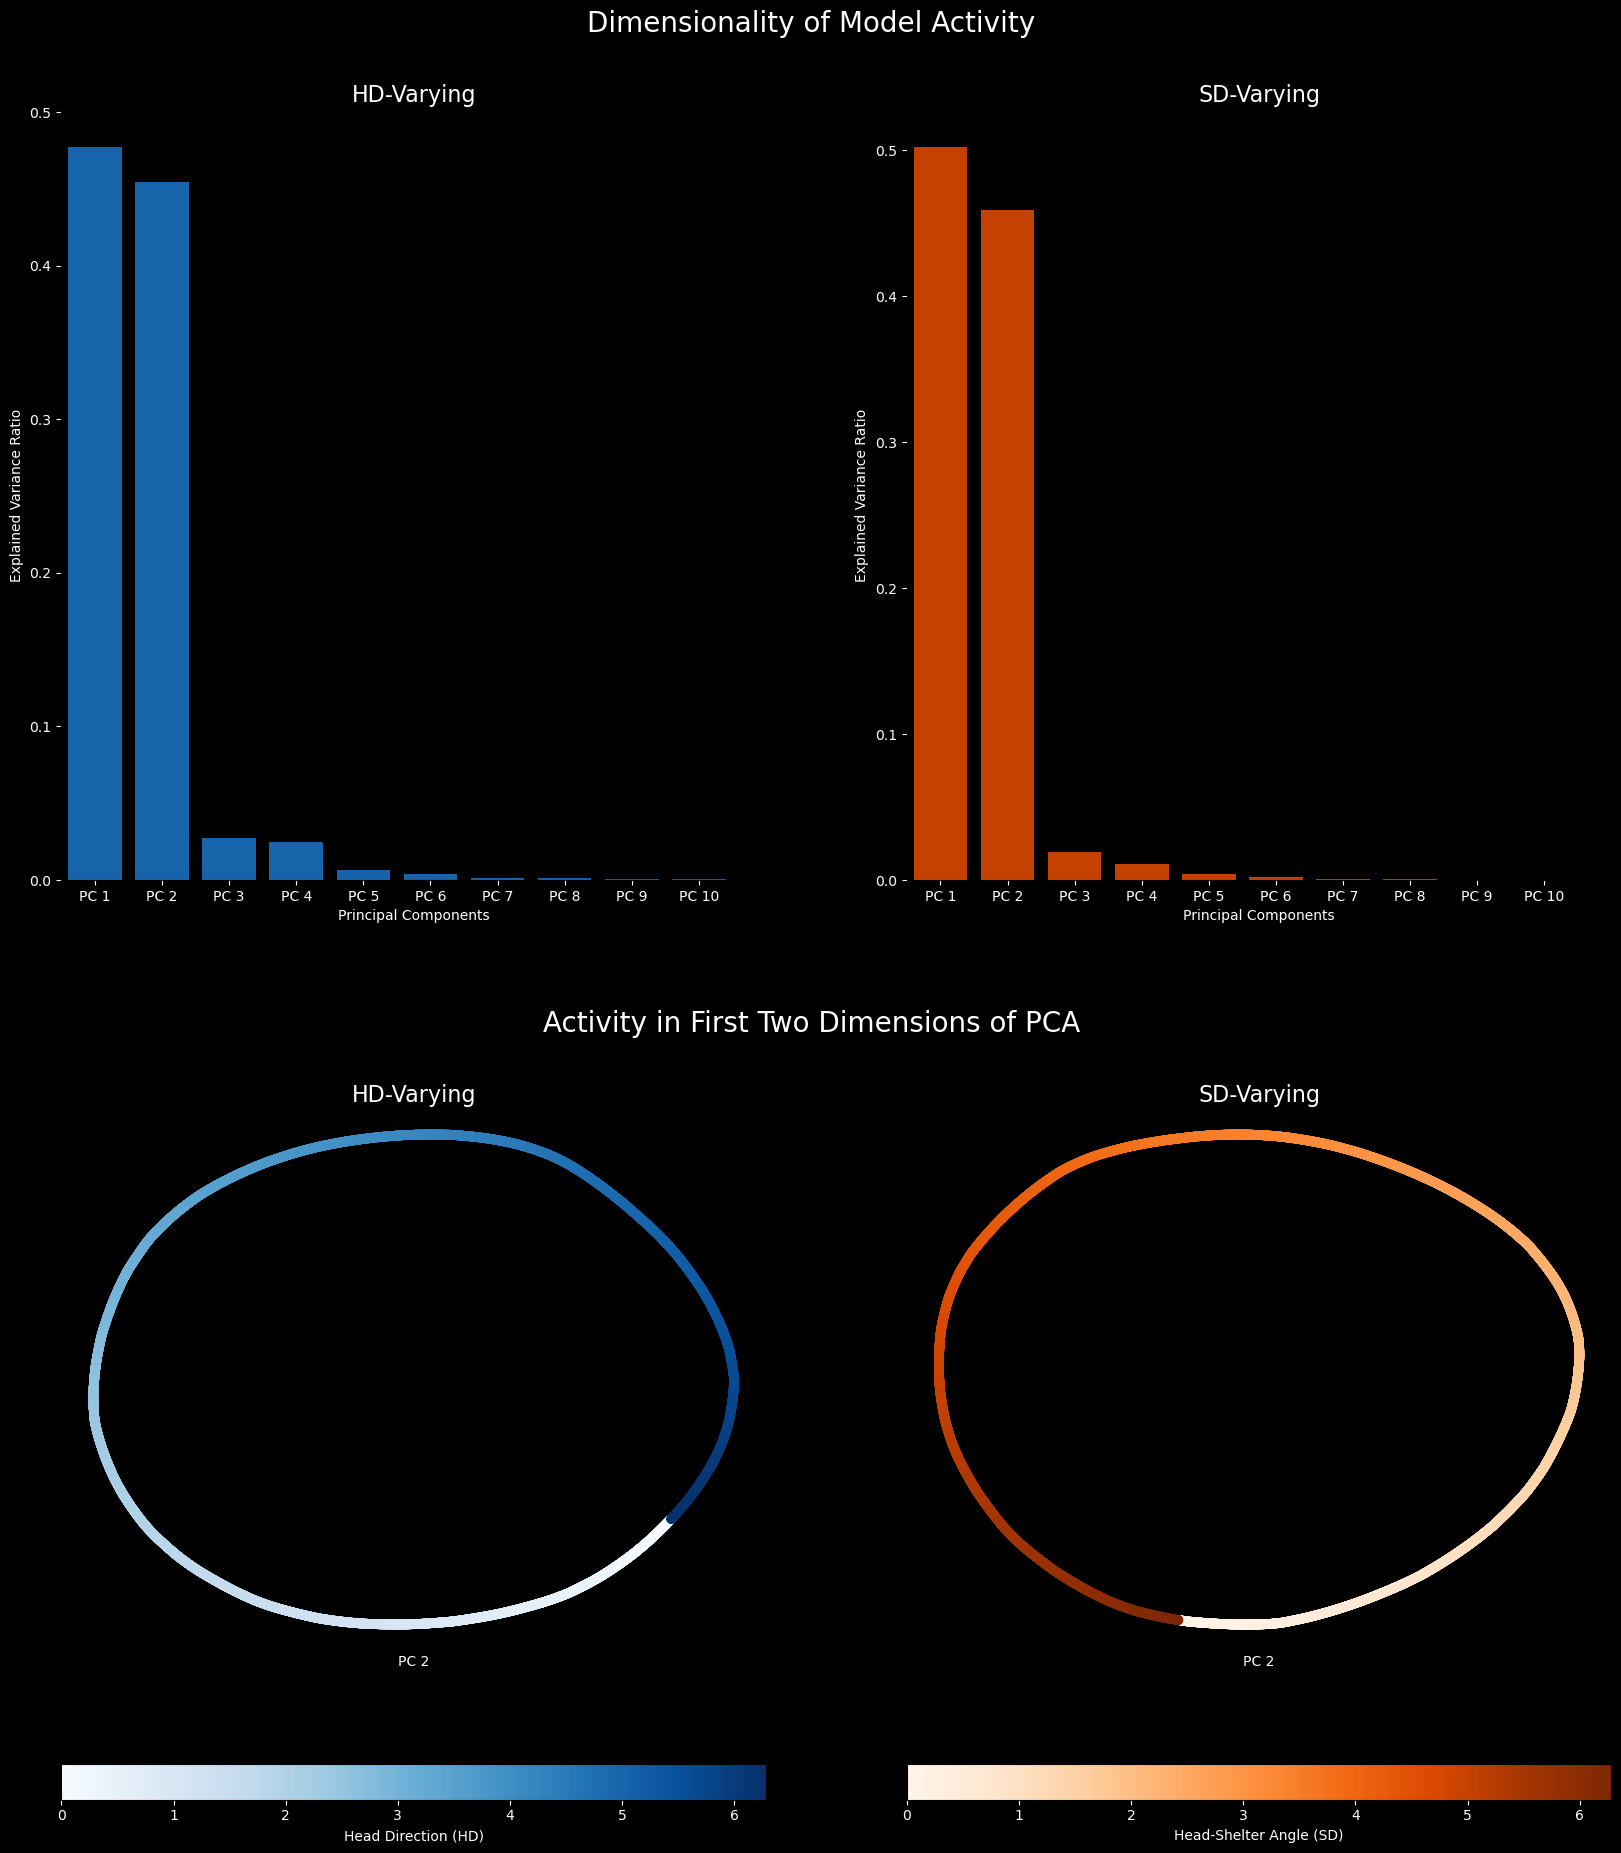 Dimensionality of Model Activity
HD-Varying
0.5
0.4
0.3
0.2
0.1
0.0
Explained Variance Ratio
PC 1 PC 2 PC 3 PC 4 PC 5 PC 6 PC 7 PC 8 PC 9 PC 10
Principal Components
SD-Varying
0.5
0.4
0.3
0.2
0.1
0.0
Explained Variance Ratio
PC 1 PC 2 PC 3 PC 4 PC 5 PC 6 PC 7 PC 8 PC 9 PC 10
Principal Components
Activity in First Two Dimensions of PCA
HD-Varying
PC 2
0 1 2 3 4 5 6
Head Direction (HD)
SD-Varying
PC 2
0 1 2 3 4 5 6
Head-Shelter Angle (SD)